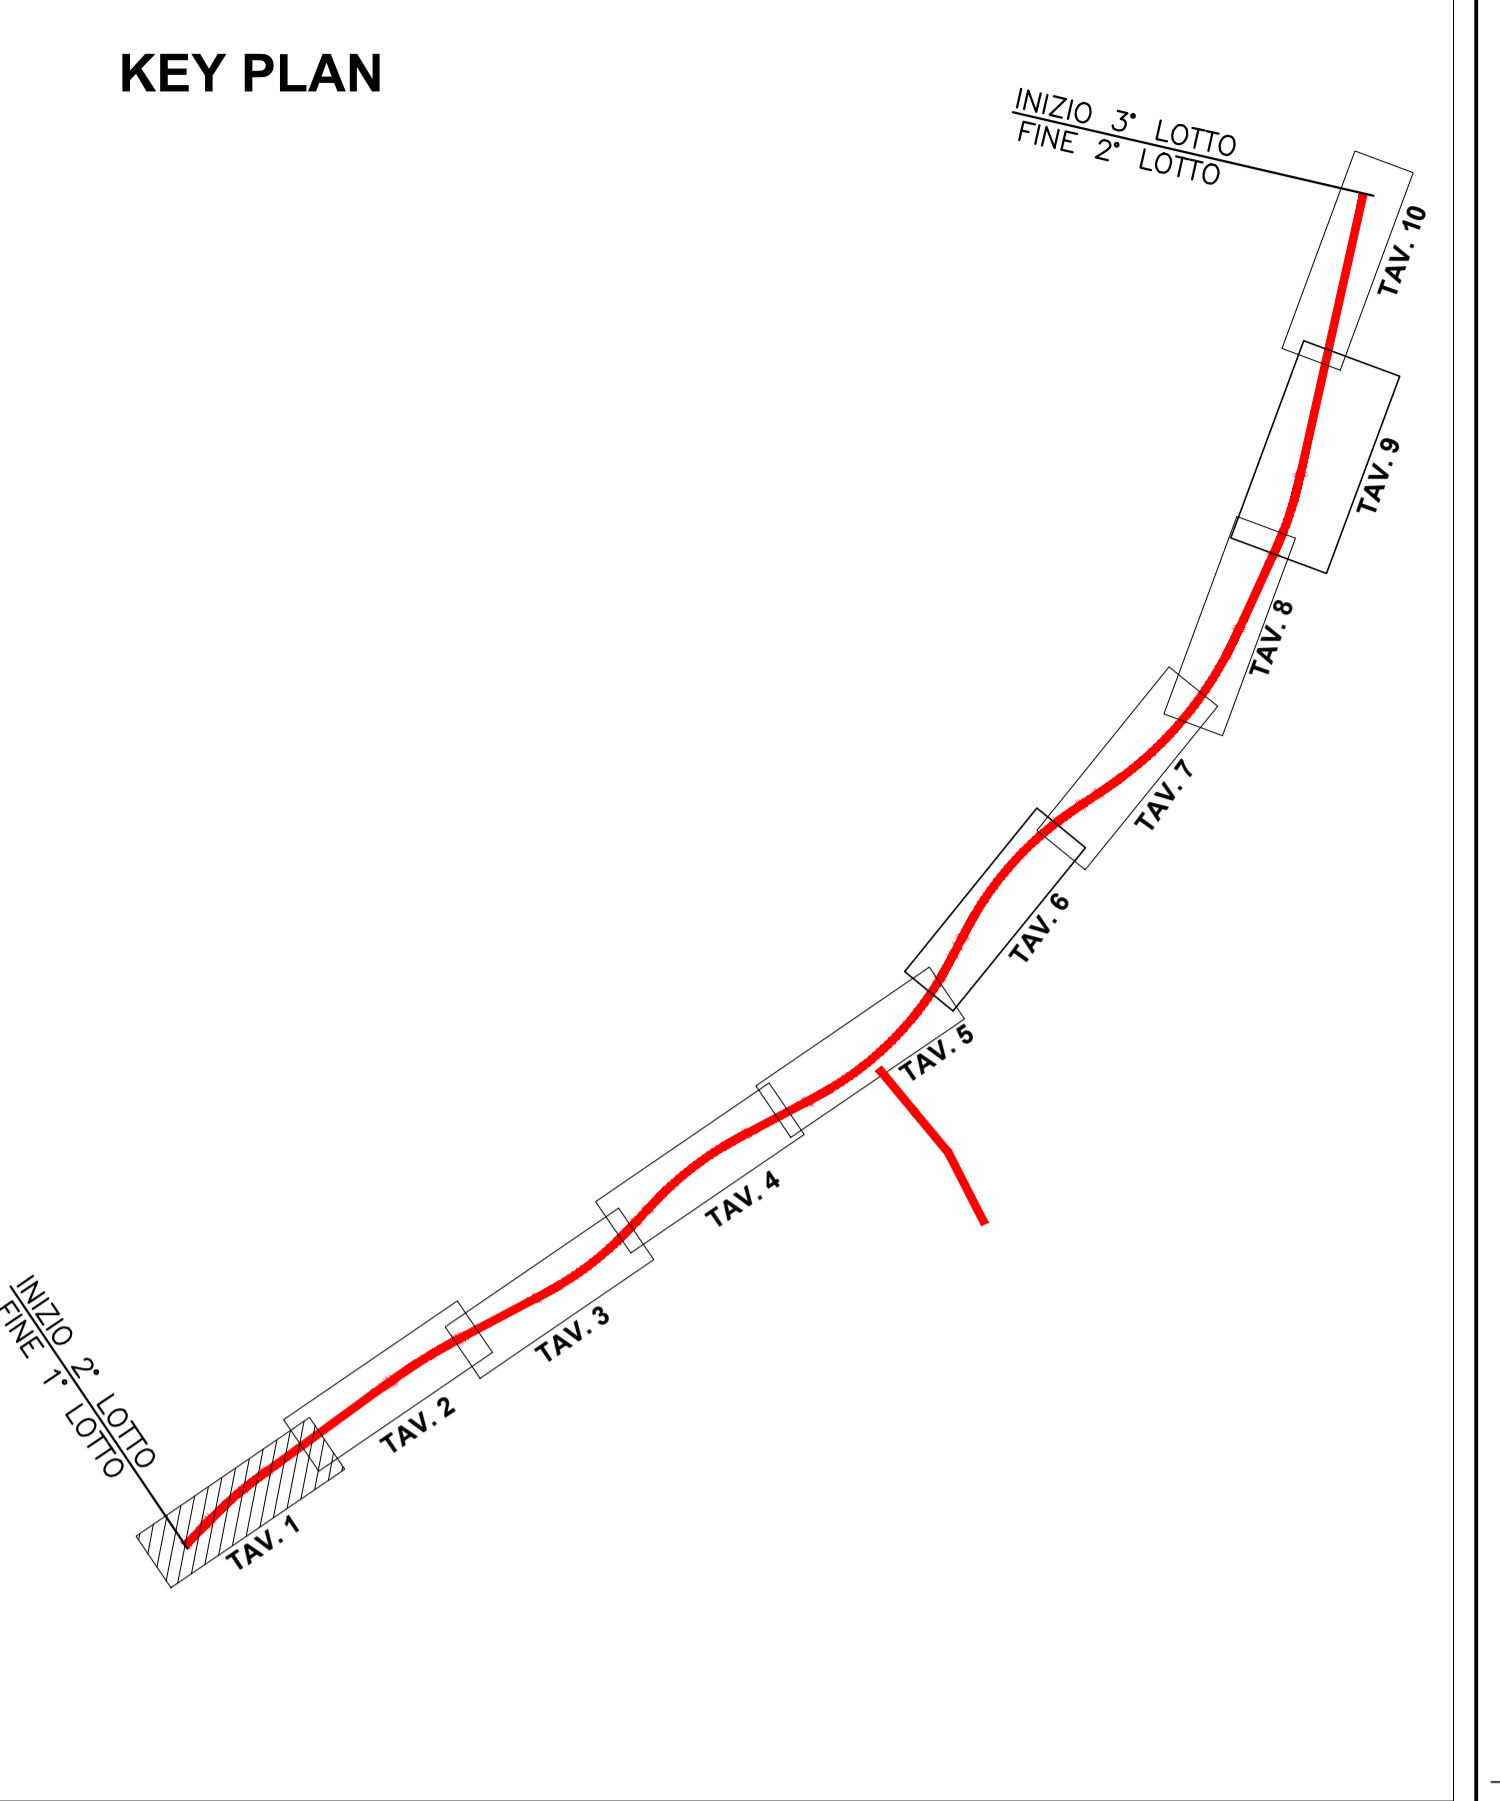 KEY PLAN
INIZIO 3° LOTTO
FINE 2° LOTTO
TAV. 10
TAV. 9
TAV. 8
TAV. 7
TAV. 6
TAV. 5
TAV. 4
TAV. 3
TAV. 2
TAV. 1
INIZIO 2° LOTTO
FINE 1° LOTTO